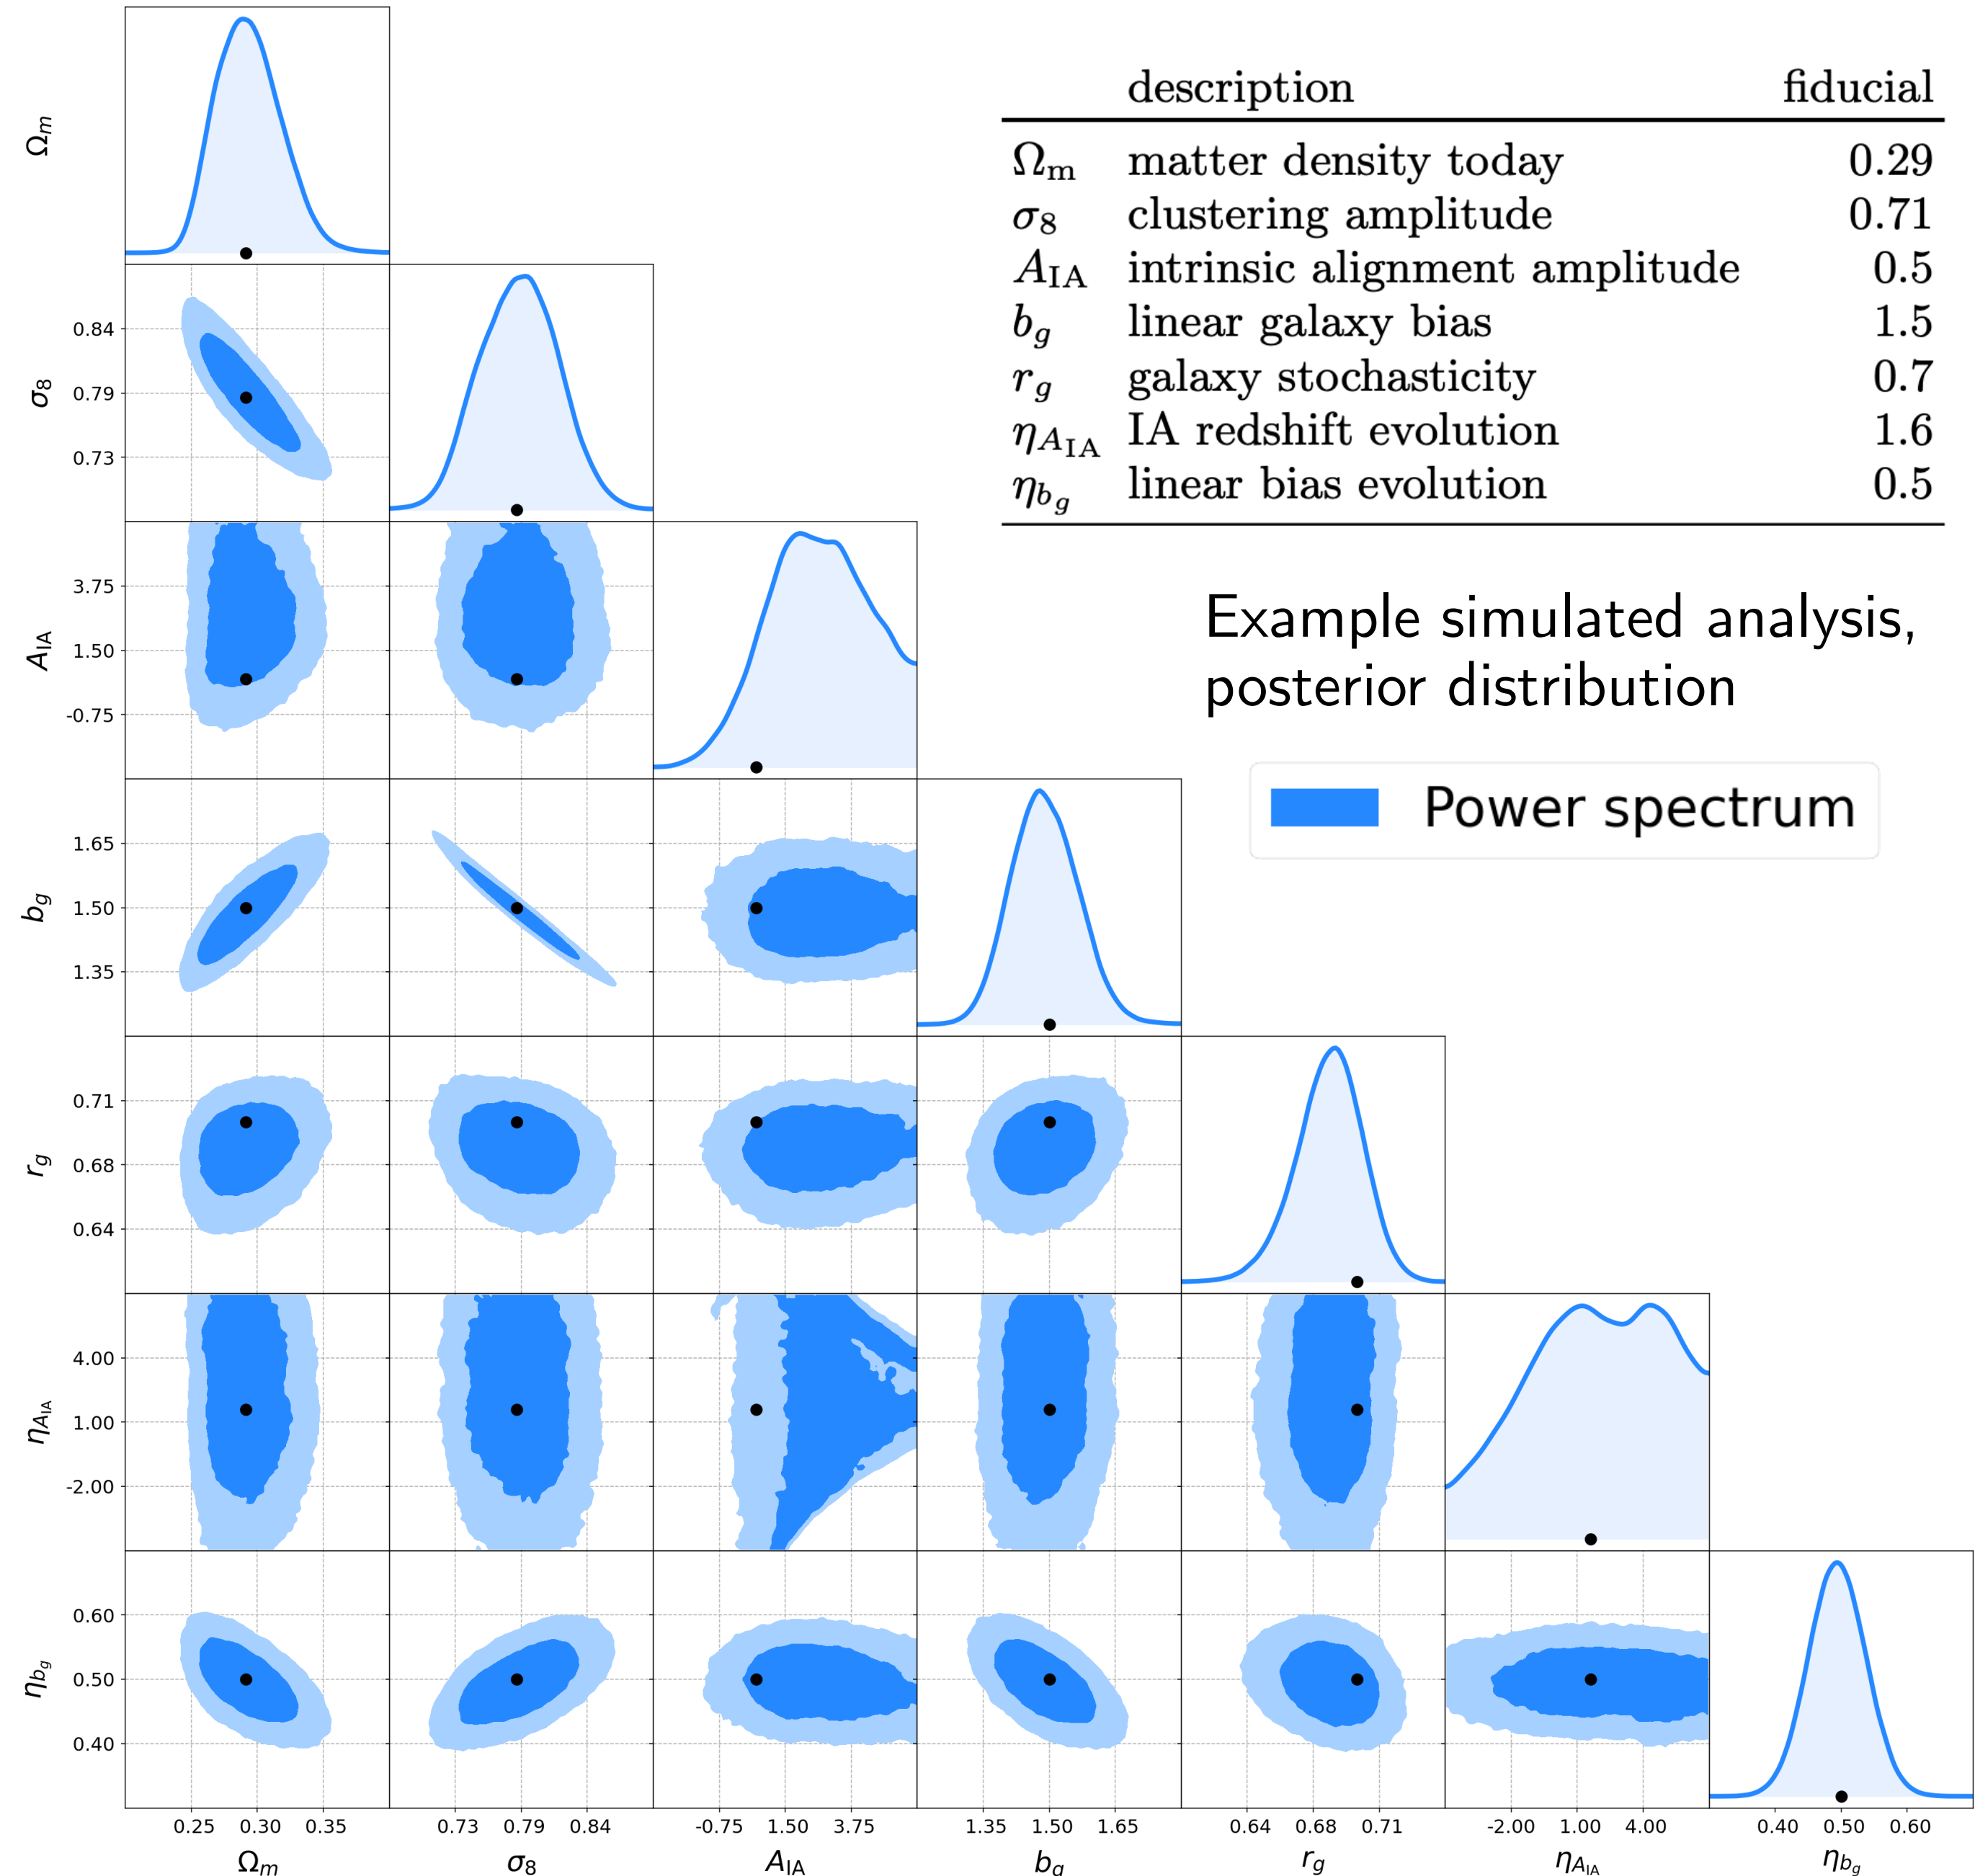 description fiducial
Ωm matter density today 0.29
σ8 clustering amplitude 0.71
AIA intrinsic alignment amplitude 0.5
bg linear galaxy bias 1.5
rg galaxy stochasticity 0.7
ηAIA IA redshift evolution 1.6
ηbg linear bias evolution 0.5
Example simulated analysis,
posterior distribution
Power spectrum
Ωm
σ8
0.84
0.79
0.73
AIA
3.75
1.50
-0.75
bg
1.65
1.50
1.35
rg
0.71
0.68
0.64
ηAIA
4.00
1.00
-2.00
ηbg
0.60
0.50
0.40
0.25 0.30 0.35 0.73 0.79 0.84 -0.75 1.50 3.75 1.35 1.50 1.65 0.64 0.68 0.71 -2.00 1.00 4.00 0.40 0.50 0.60
Ωm σ8 AIA bg rg ηAIA ηbg